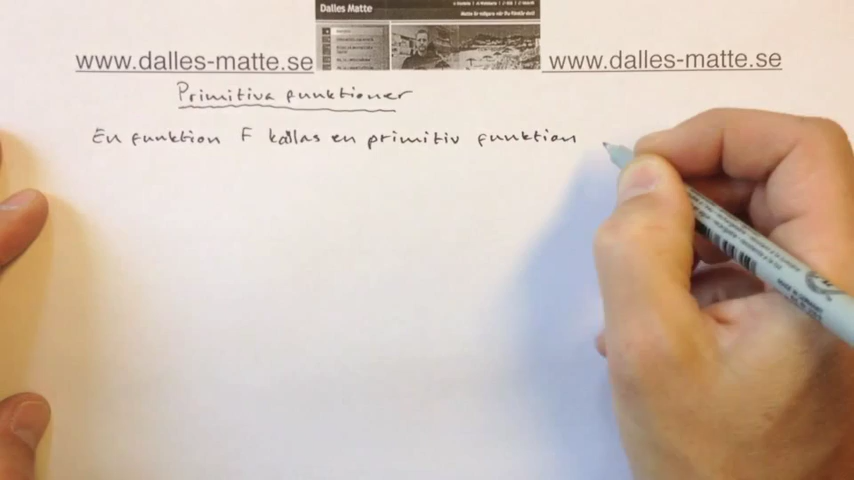 Dalles Matte
www.dalles-matte.se www.dalles-matte.se
Primitiva funktioner
En funktion F kallas en primitiv funktion